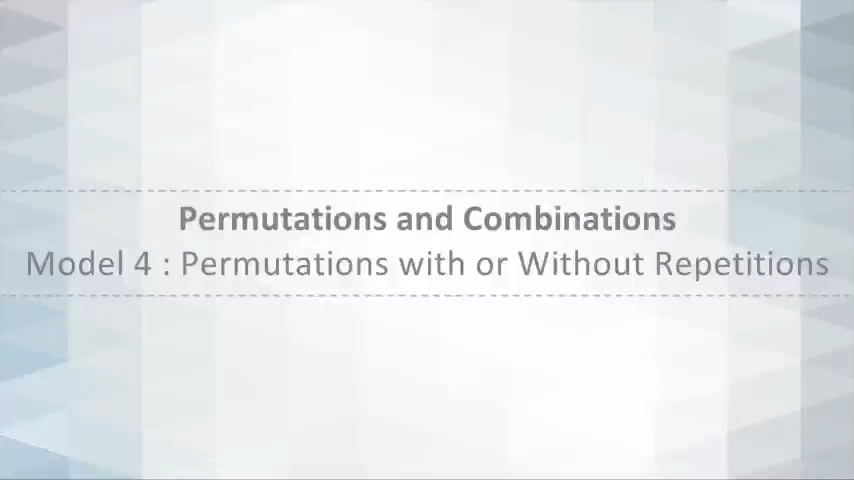 Permutations and Combinations
Model 4 : Permutations with or Without Repetitions